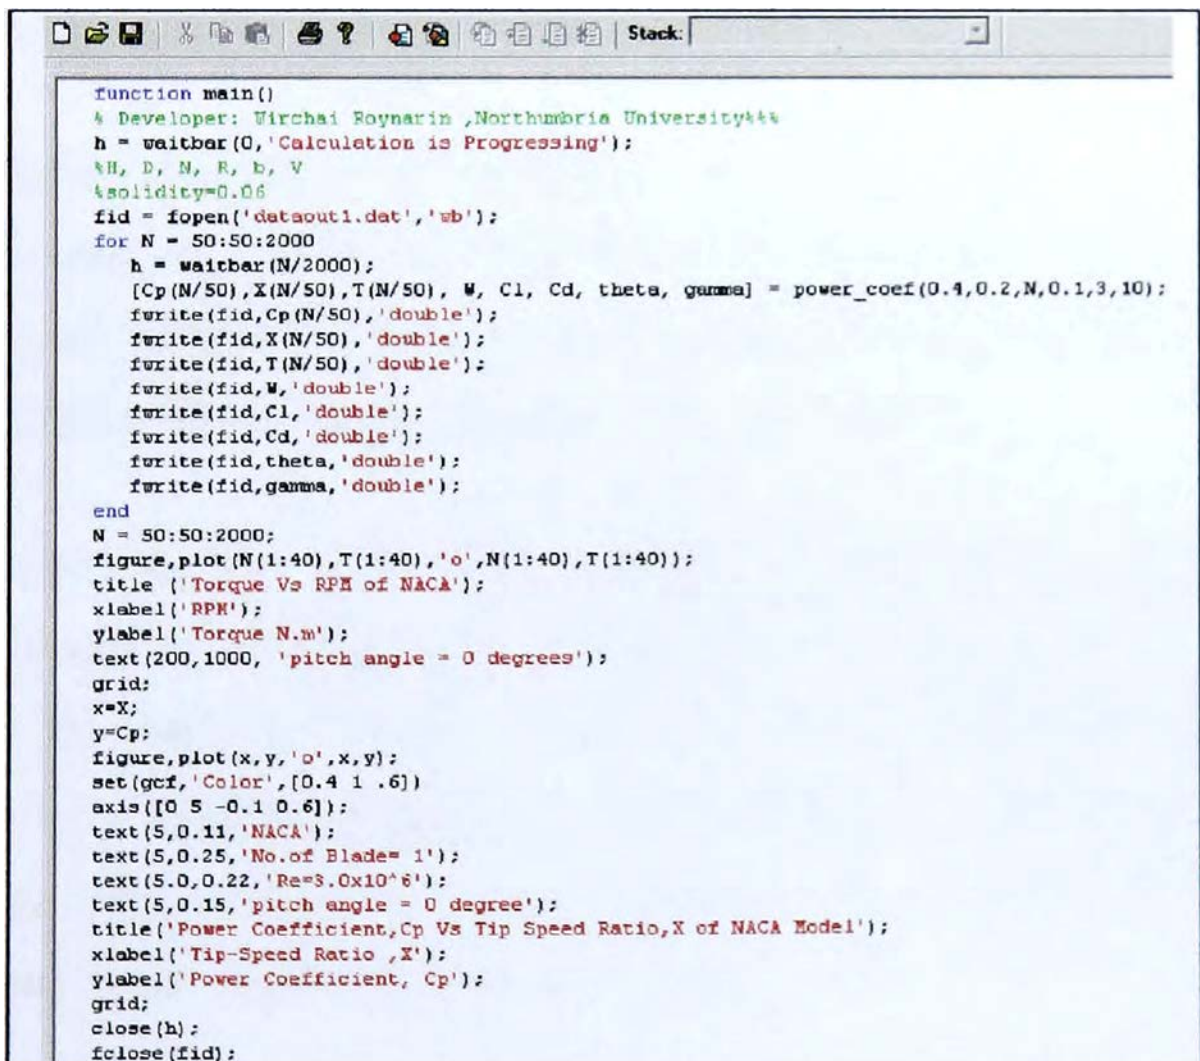 Stack:
function main()
% Developer: Wirchai Roynarin ,Northumbria University%%%
h = waitbar(0,'Calculation is Progressing');
%H, D, N, R, b, V
%solidity=0.06
fid = fopen('dataout1.dat','wb');
for N = 50:50:2000
h = waitbar(N/2000);
[Cp(N/50),X(N/50),T(N/50), W, Cl, Cd, theta, gamma] = power_coef(0.4,0.2,N,0.1,3,10);
fwrite(fid,Cp(N/50),'double');
fwrite(fid,X(N/50),'double');
fwrite(fid,T(N/50),'double');
fwrite(fid,W,'double');
fwrite(fid,Cl,'double');
fwrite(fid,Cd,'double');
fwrite(fid,theta,'double');
fwrite(fid,gamma,'double');
end
N = 50:50:2000;
figure,plot(N(1:40),T(1:40),'o',N(1:40),T(1:40));
title ('Torque Vs RPM of NACA');
xlabel('RPM');
ylabel('Torque N.m');
text(200,1000, 'pitch angle = 0 degrees');
grid;
x=X;
y=Cp;
figure,plot(x,y,'o',x,y);
set(gcf,'Color',[0.4 1 .6])
axis([0 5 -0.1 0.6]);
text(5,0.11,'NACA');
text(5,0.25,'No.of Blade= 1');
text(5.0,0.22,'Re=3.0x10^6');
text(5,0.15,'pitch angle = 0 degree');
title('Power Coefficient,Cp Vs Tip Speed Ratio,X of NACA Model');
xlabel('Tip-Speed Ratio ,X');
ylabel('Power Coefficient, Cp');
grid;
close(h);
fclose(fid);